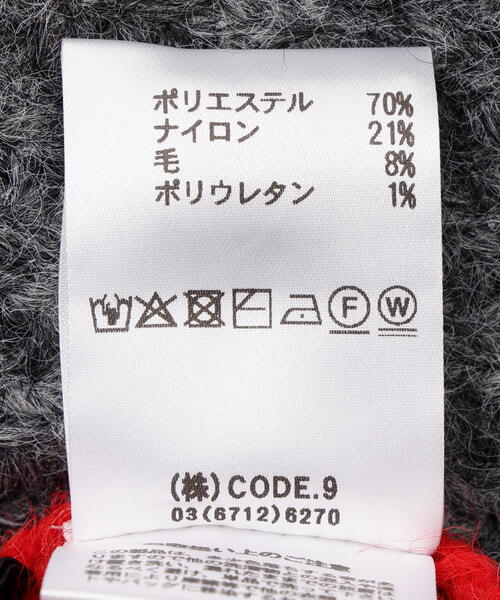 ポリエステル 70%
ナイロン 21%
毛 8%
ポリウレタン 1%
F W
(株)CODE.9
03(6712)6270